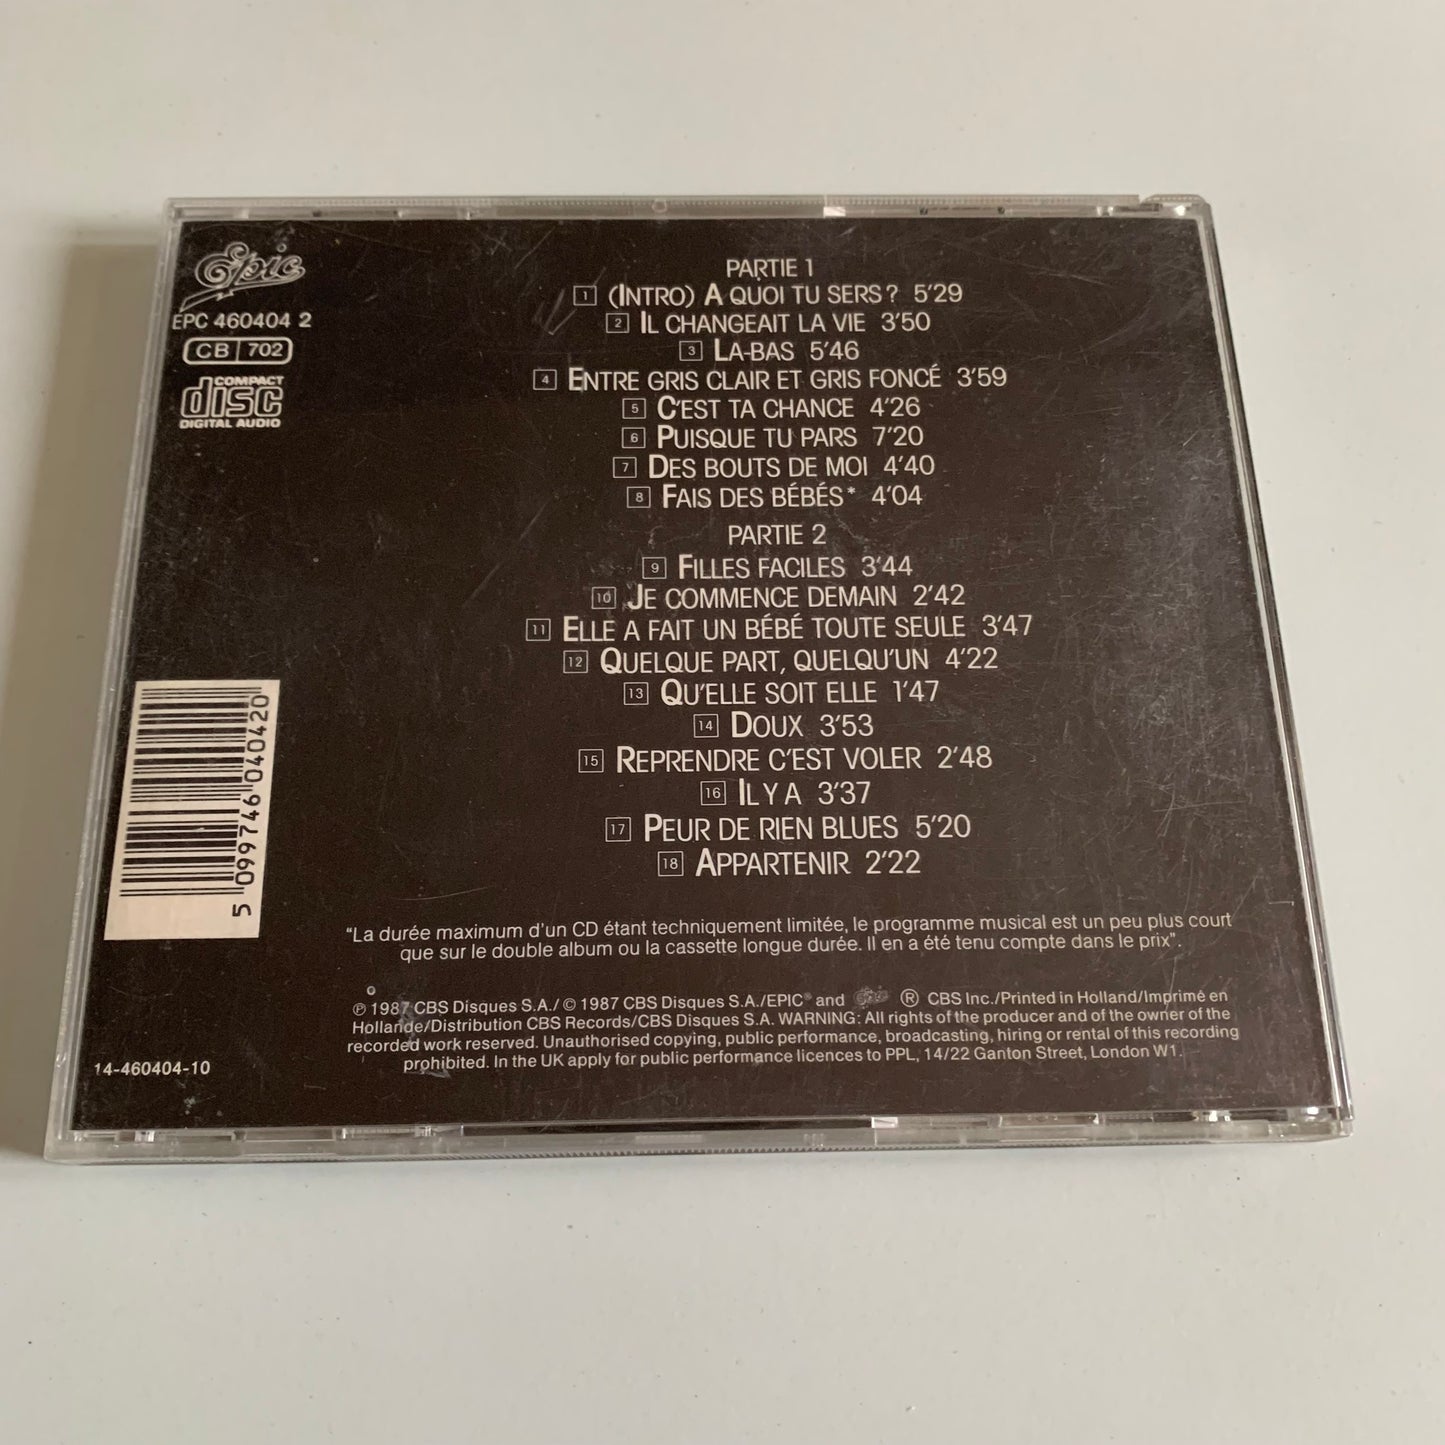 Epic
EPC 460404 2
CB 702
COMPACT
disc
DIGITAL AUDIO
PARTIE 1
1 (INTRO) A QUOI TU SERS ? 5'29
2 IL CHANGEAIT LA VIE 3'50
3 LA-BAS 5'46
4 ENTRE GRIS CLAIR ET GRIS FONCÉ 3'59
5 C'EST TA CHANCE 4'26
6 PUISQUE TU PARS 7'20
7 DES BOUTS DE MOI 4'40
8 FAIS DES BÉBÉS* 4'04
PARTIE 2
9 FILLES FACILES 3'44
10 JE COMMENCE DEMAIN 2'42
11 ELLE A FAIT UN BÉBÉ TOUTE SEULE 3'47
12 QUELQUE PART, QUELQU'UN 4'22
13 QU'ELLE SOIT ELLE 1'47
14 DOUX 3'53
15 REPRENDRE C'EST VOLER 2'48
16 IL Y A 3'37
17 PEUR DE RIEN BLUES 5'20
18 APPARTENIR 2'22
5 099746 040420
"La durée maximum d'un CD étant techniquement limitée, le programme musical est un peu plus court
que sur le double album ou la cassette longue durée. Il en a été tenu compte dans le prix".
℗ 1987 CBS Disques S.A./ © 1987 CBS Disques S.A./EPIC® and Epic ® CBS Inc./Printed in Holland/Imprimé en
Hollande/Distribution CBS Records/CBS Disques S.A. WARNING: All rights of the producer and of the owner of the
recorded work reserved. Unauthorised copying, public performance, broadcasting, hiring or rental of this recording
prohibited. In the UK apply for public performance licences to PPL, 14/22 Ganton Street, London W1.
14-460404-10